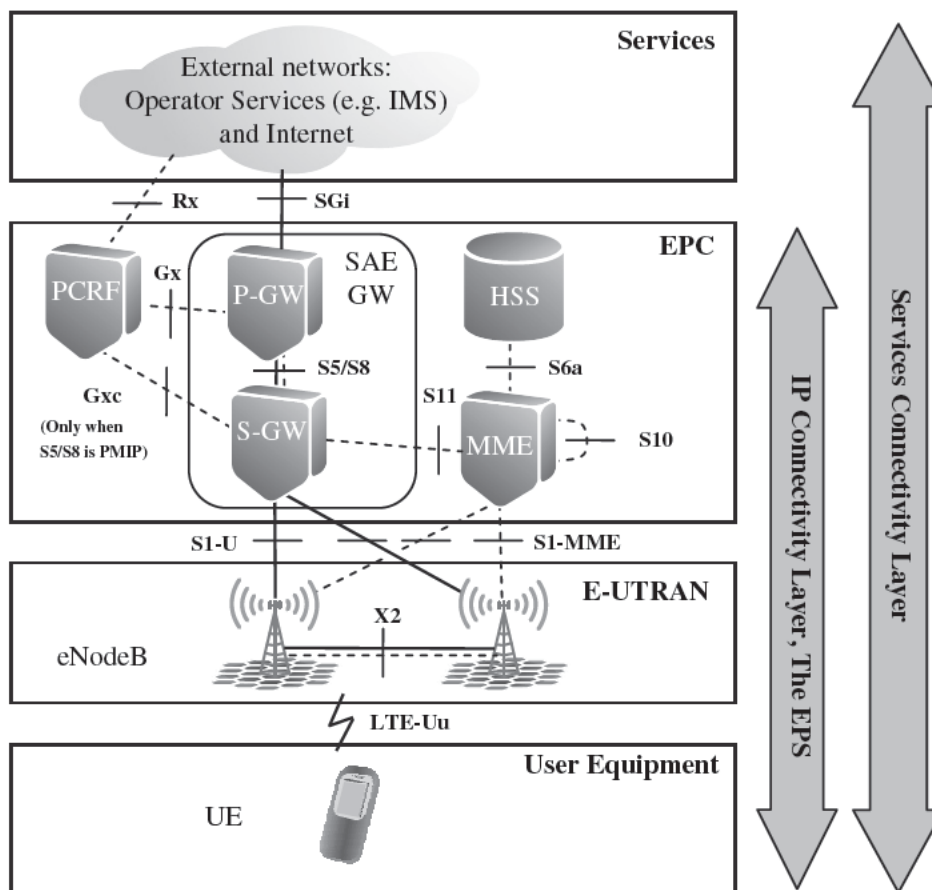 Services
External networks:
Operator Services (e.g. IMS)
and Internet
Rx
SGi
EPC
SAE
GW
PCRF
Gx
P-GW
HSS
S5/S8
S6a
Gxc
(Only when
S5/S8 is PMIP)
S11
S-GW
MME
S10
S1-U
S1-MME
E-UTRAN
X2
eNodeB
LTE-Uu
User Equipment
UE
IP Connectivity Layer, The EPS
Services Connectivity Layer